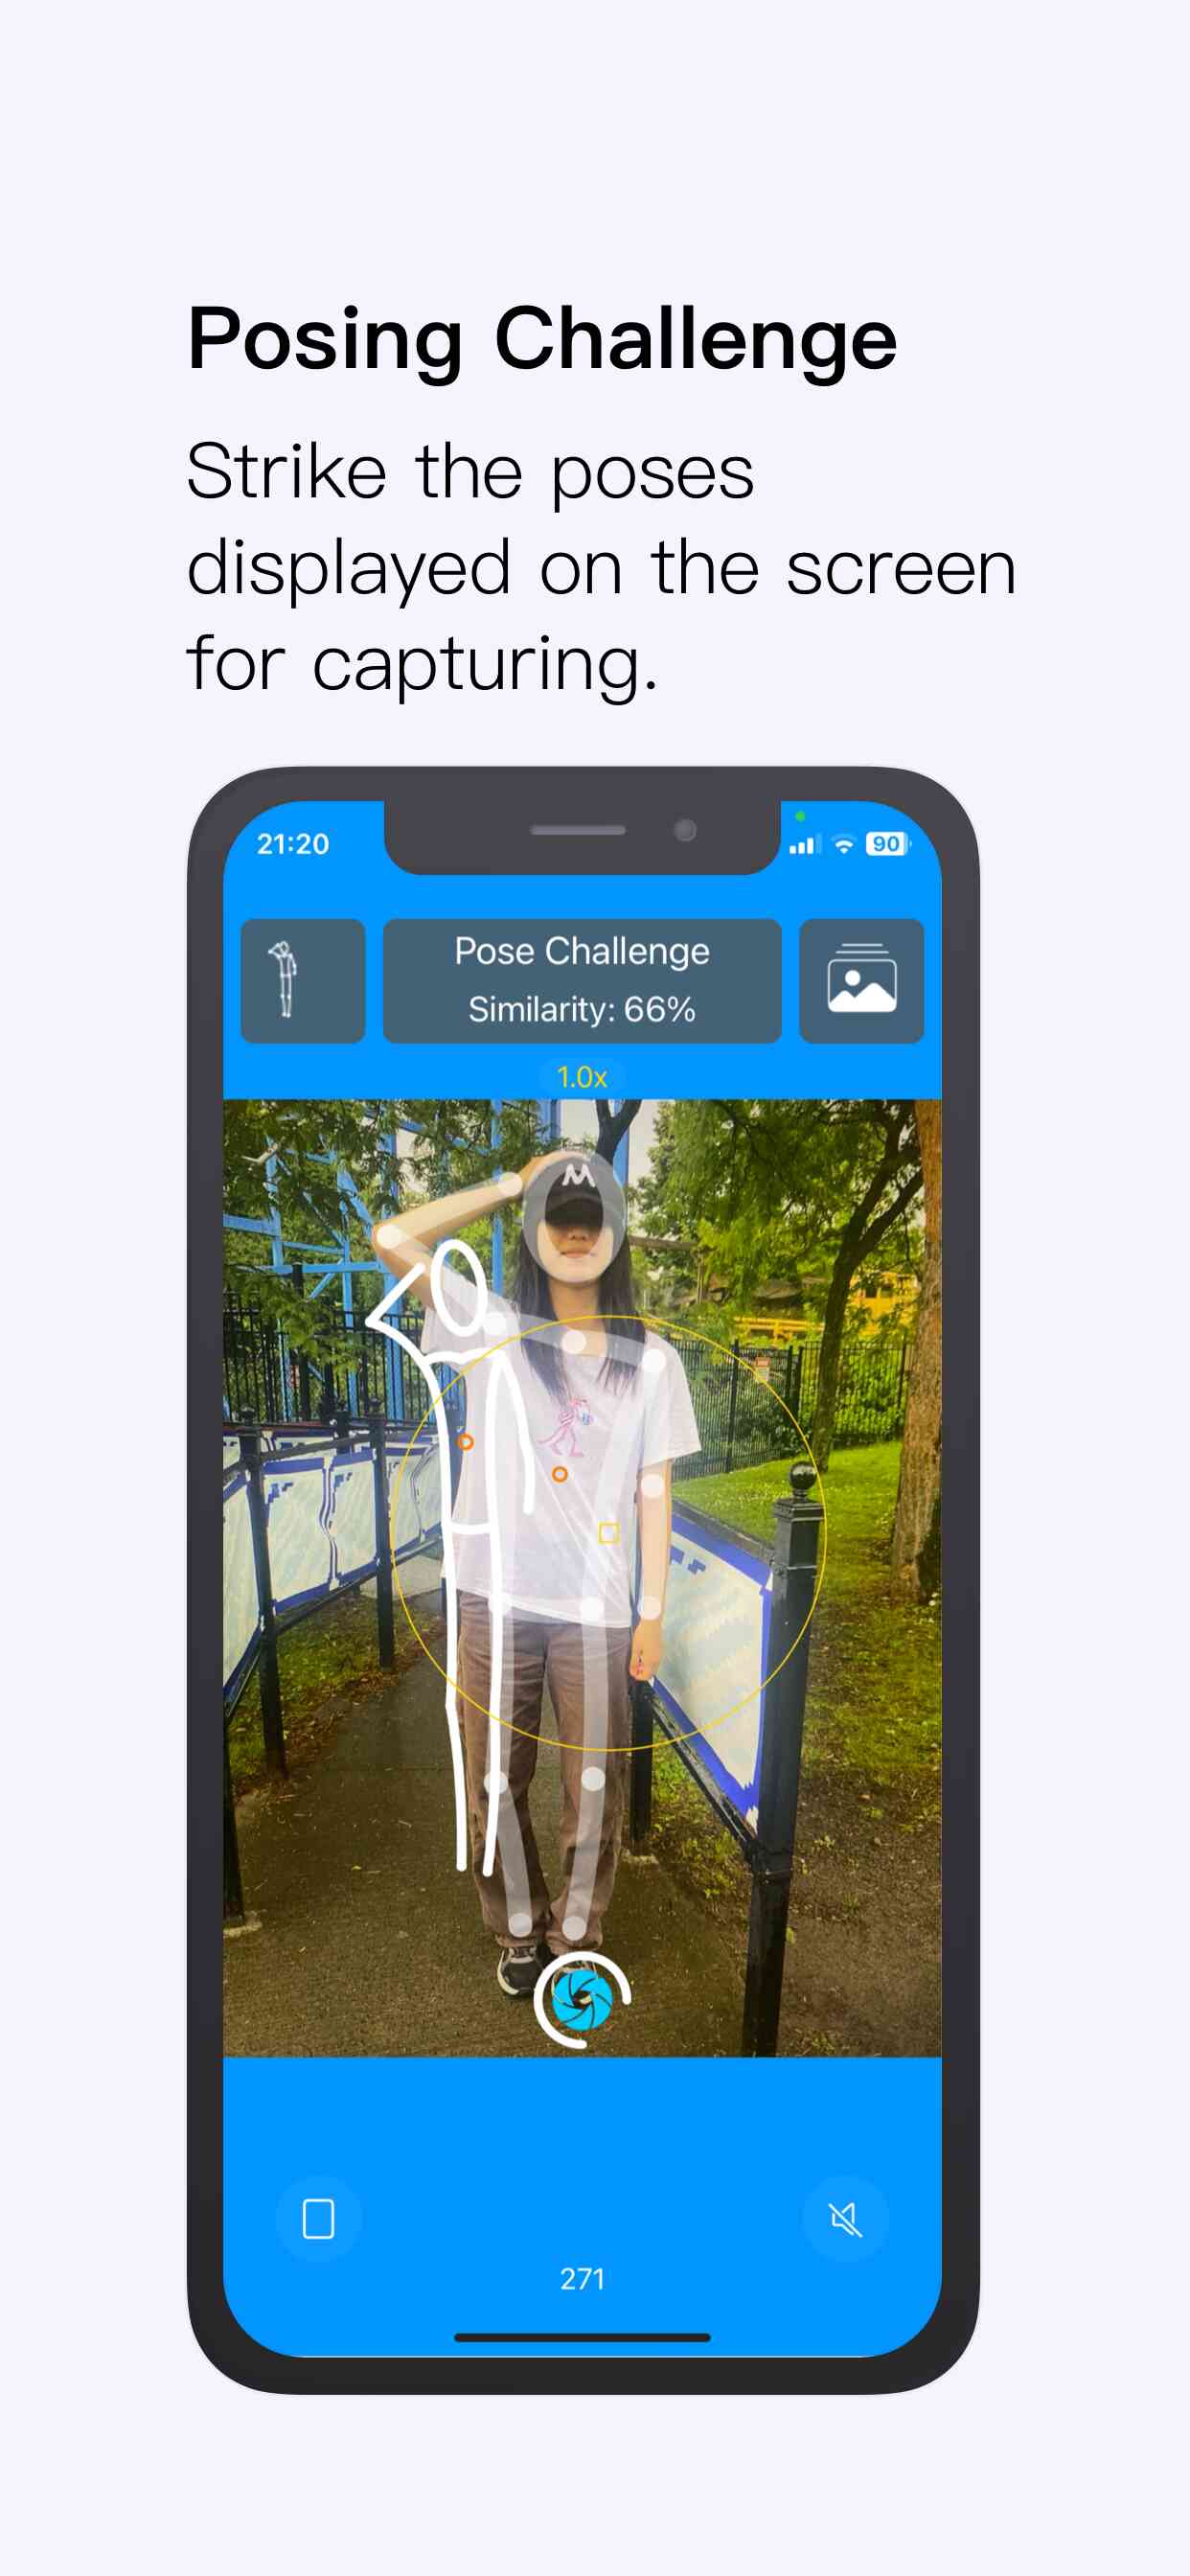 Posing Challenge
Strike the poses
displayed on the screen
for capturing.
21:20
90
Pose Challenge
Similarity: 66%
1.0x
M
271